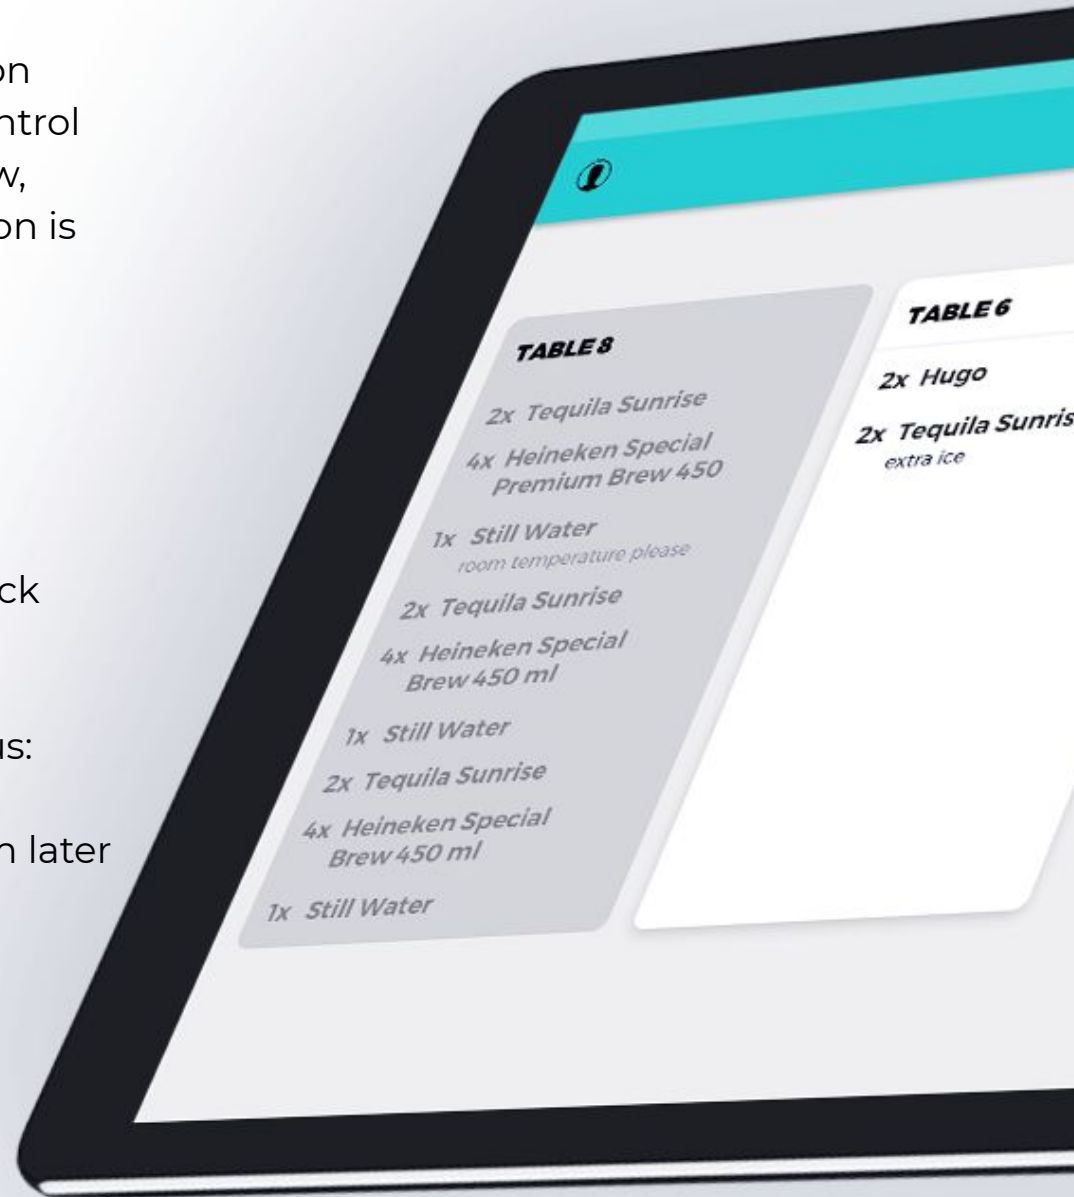 on
ntrol
w,
on is
ck
us:
n later
TABLE 8
2x Tequila Sunrise
4x Heineken Special
Premium Brew 450
1x Still Water
room temperature please
2x Tequila Sunrise
4x Heineken Special
Brew 450 ml
1x Still Water
2x Tequila Sunrise
4x Heineken Special
Brew 450 ml
1x Still Water
TABLE 6
2x Hugo
2x Tequila Sunris
extra ice